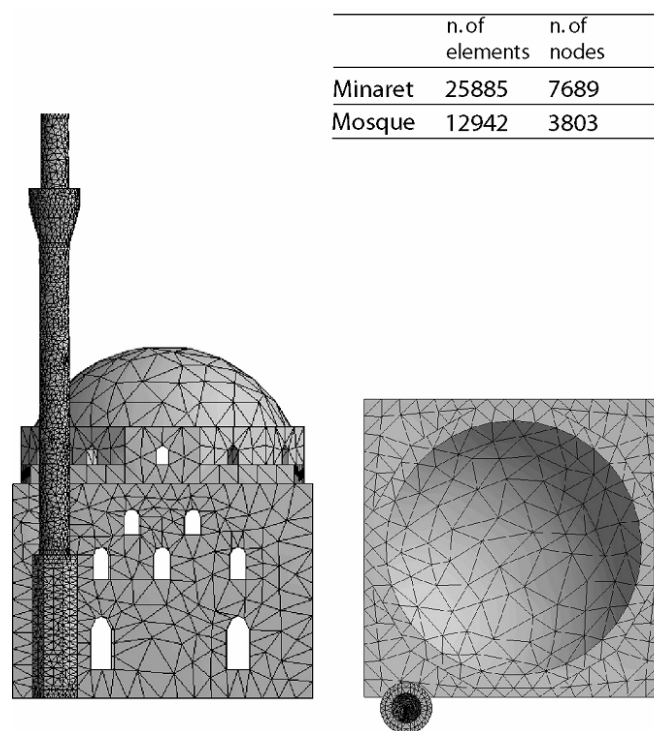 n. of n. of
elements nodes
Minaret 25885 7689
Mosque 12942 3803